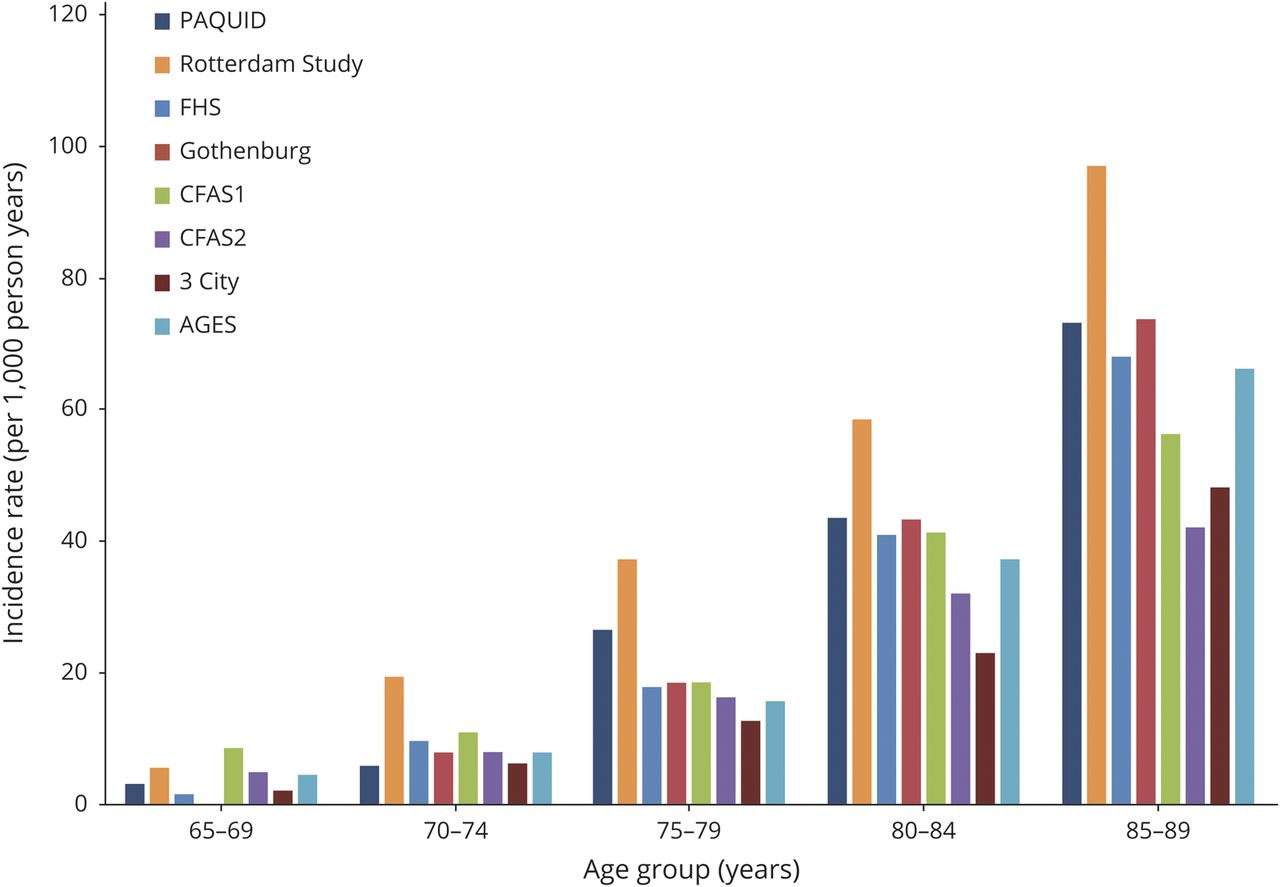 120
100
80
60
40
20
0
Incidence rate (per 1,000 person years)
PAQUID
Rotterdam Study
FHS
Gothenburg
CFAS1
CFAS2
3 City
AGES
65–69 70–74 75–79 80–84 85–89
Age group (years)